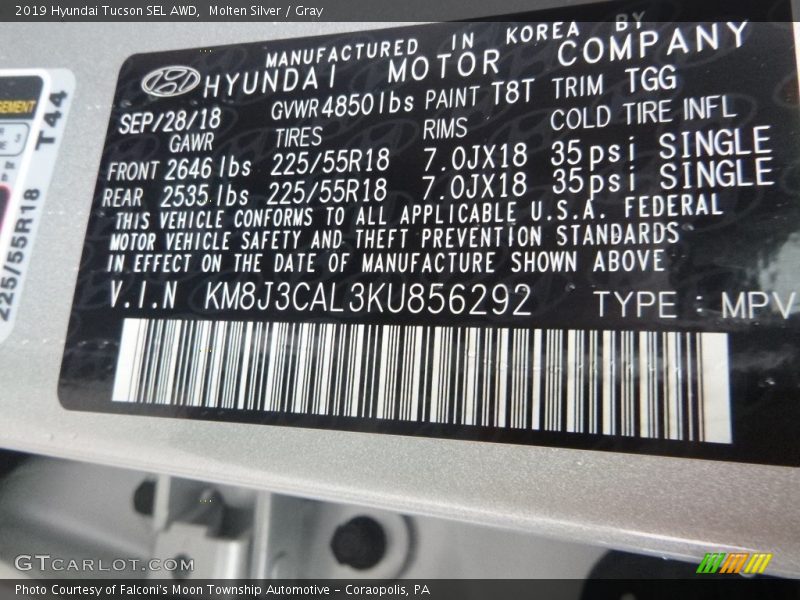 2019 Hyundai Tucson SEL AWD, Molten Silver / Gray
MANUFACTURED IN KOREA BY
HYUNDAI MOTOR COMPANY
SEP/28/18 GVWR 4850lbs PAINT T8T TRIM TGG
GAWR TIRES RIMS COLD TIRE INFL
FRONT 2646 lbs 225/55R18 7.0JX18 35psi SINGLE
REAR 2535 lbs 225/55R18 7.0JX18 35psi SINGLE
THIS VEHICLE CONFORMS TO ALL APPLICABLE U.S.A. FEDERAL
MOTOR VEHICLE SAFETY AND THEFT PREVENTION STANDARDS
IN EFFECT ON THE DATE OF MANUFACTURE SHOWN ABOVE
V.I.N KM8J3CAL3KU856292 TYPE : MPV
T44
225/55R18
GTCARLOT.COM
Photo Courtesy of Falconi's Moon Township Automotive – Coraopolis, PA